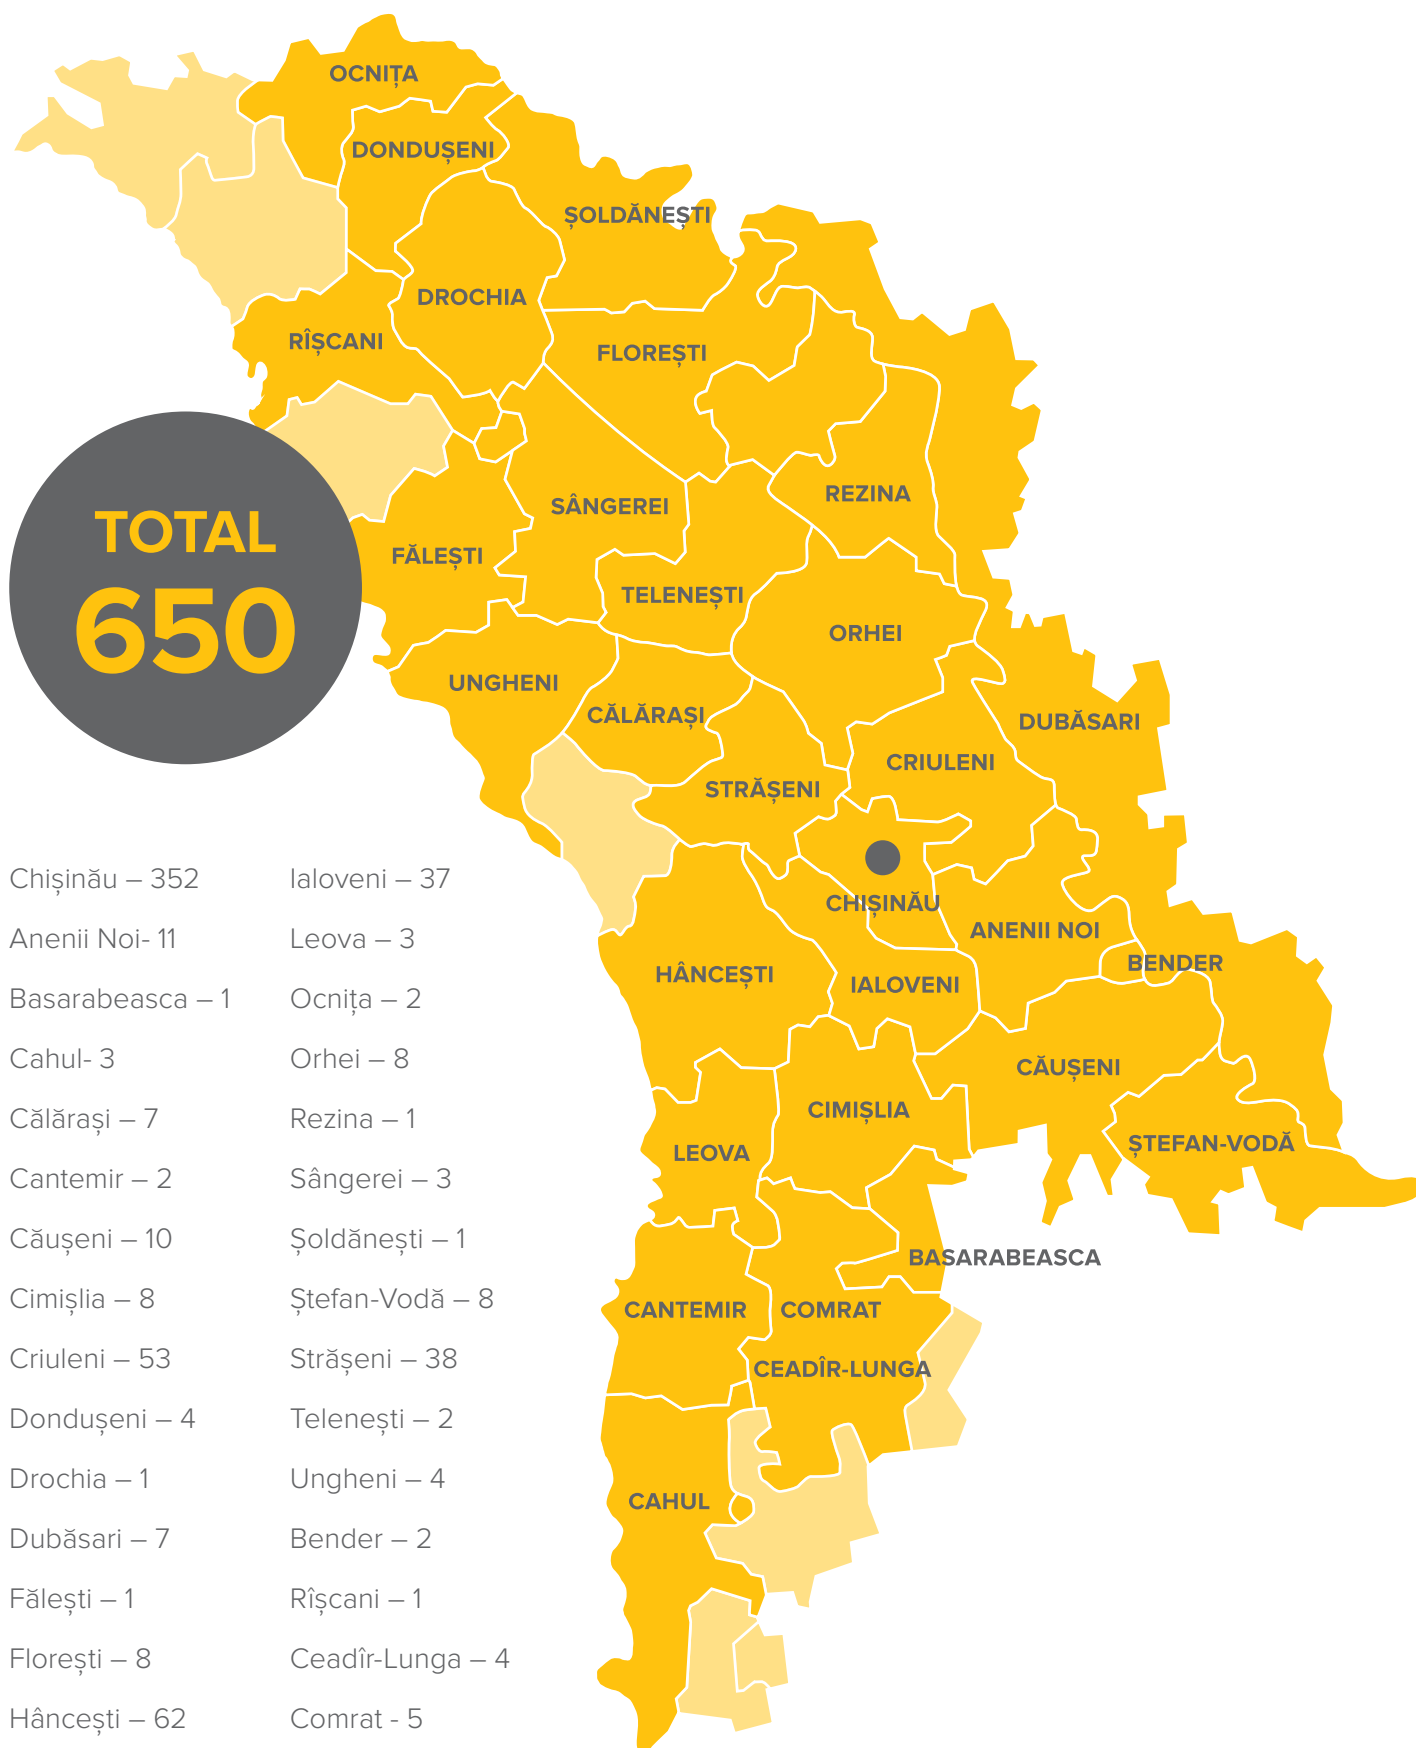 OCNIȚA
DONDUȘENI
ȘOLDĂNEȘTI
DROCHIA
RÎȘCANI
FLOREȘTI
REZINA
SÂNGEREI
FĂLEȘTI
TELENEȘTI
ORHEI
UNGHENI
CĂLĂRAȘI
DUBĂSARI
CRIULENI
STRĂȘENI
CHIȘINĂU
ANENII NOI
BENDER
HÂNCEȘTI
IALOVENI
CĂUȘENI
CIMIȘLIA
ȘTEFAN-VODĂ
LEOVA
BASARABEASCA
CANTEMIR
COMRAT
CEADÎR-LUNGA
CAHUL
TOTAL
650
Chișinău – 352
Anenii Noi- 11
Basarabeasca – 1
Cahul- 3
Călărași – 7
Cantemir – 2
Căușeni – 10
Cimișlia – 8
Criuleni – 53
Dondușeni – 4
Drochia – 1
Dubăsari – 7
Fălești – 1
Florești – 8
Hâncești – 62
Ialoveni – 37
Leova – 3
Ocnița – 2
Orhei – 8
Rezina – 1
Sângerei – 3
Șoldănești – 1
Ștefan-Vodă – 8
Strășeni – 38
Telenești – 2
Ungheni – 4
Bender – 2
Rîșcani – 1
Ceadîr-Lunga – 4
Comrat - 5